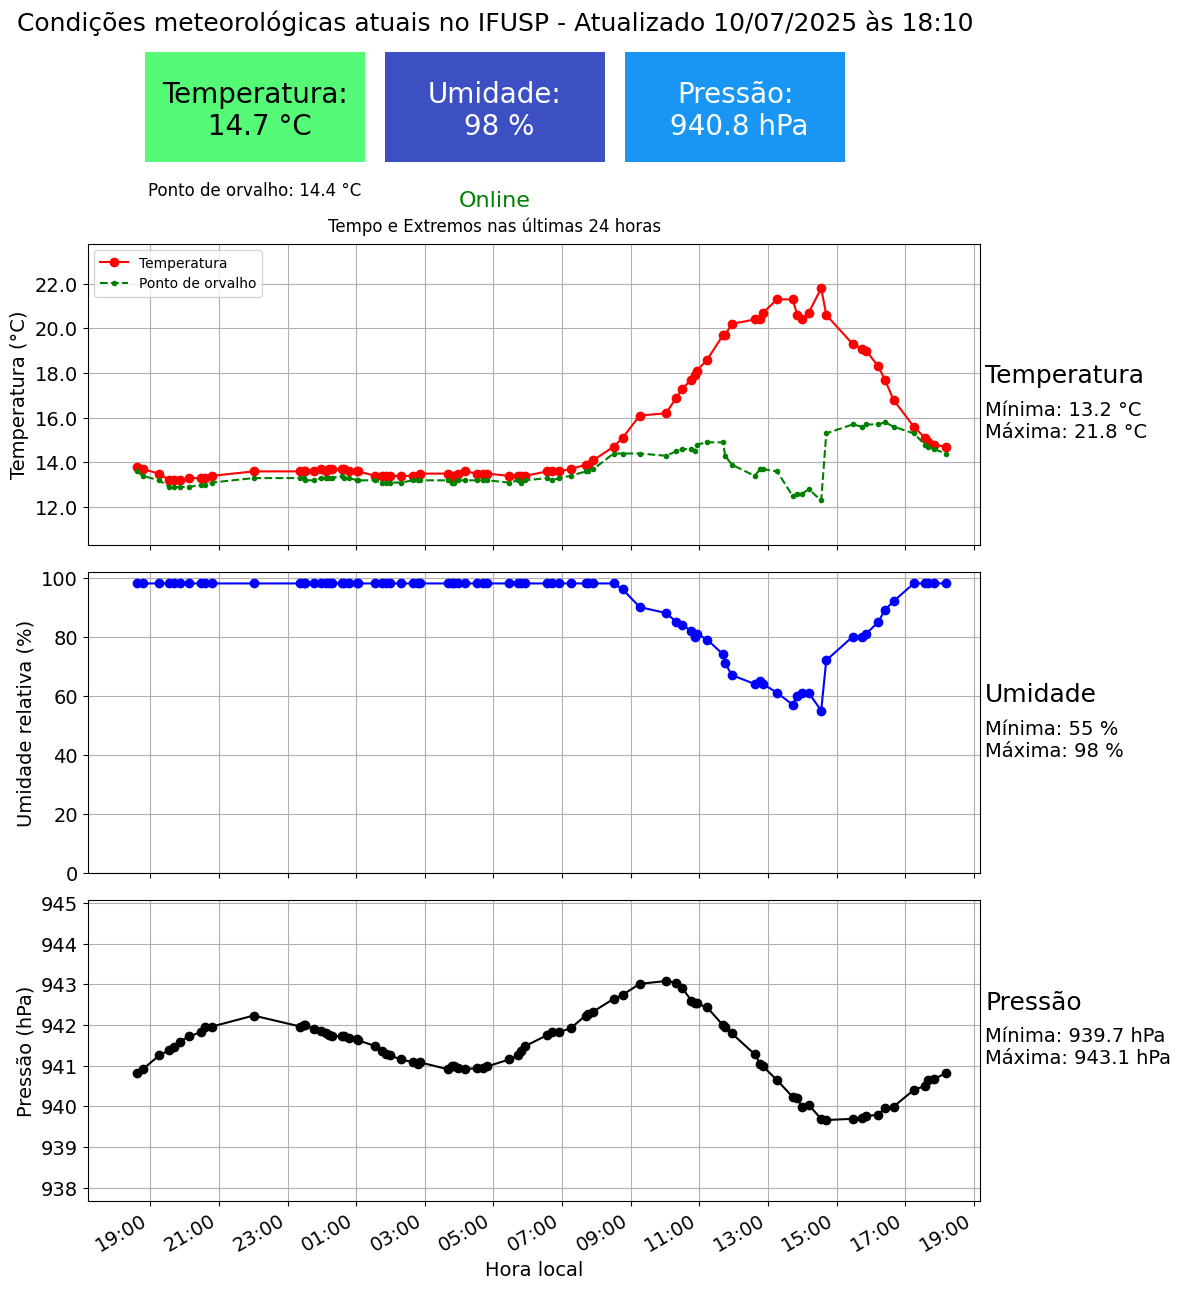 Condições meteorológicas atuais no IFUSP - Atualizado 10/07/2025 às 18:10
Temperatura:
14.7 °C
Umidade:
98 %
Pressão:
940.8 hPa
Ponto de orvalho: 14.4 °C
Online
Tempo e Extremos nas últimas 24 horas
Temperatura
Ponto de orvalho
Temperatura (°C)
22.0
20.0
18.0
16.0
14.0
12.0
Temperatura
Mínima: 13.2 °C
Máxima: 21.8 °C
Umidade relativa (%)
100
80
60
40
20
0
Umidade
Mínima: 55 %
Máxima: 98 %
Pressão (hPa)
945
944
943
942
941
940
939
938
Pressão
Mínima: 939.7 hPa
Máxima: 943.1 hPa
19:00 21:00 23:00 01:00 03:00 05:00 07:00 09:00 11:00 13:00 15:00 17:00 19:00
Hora local